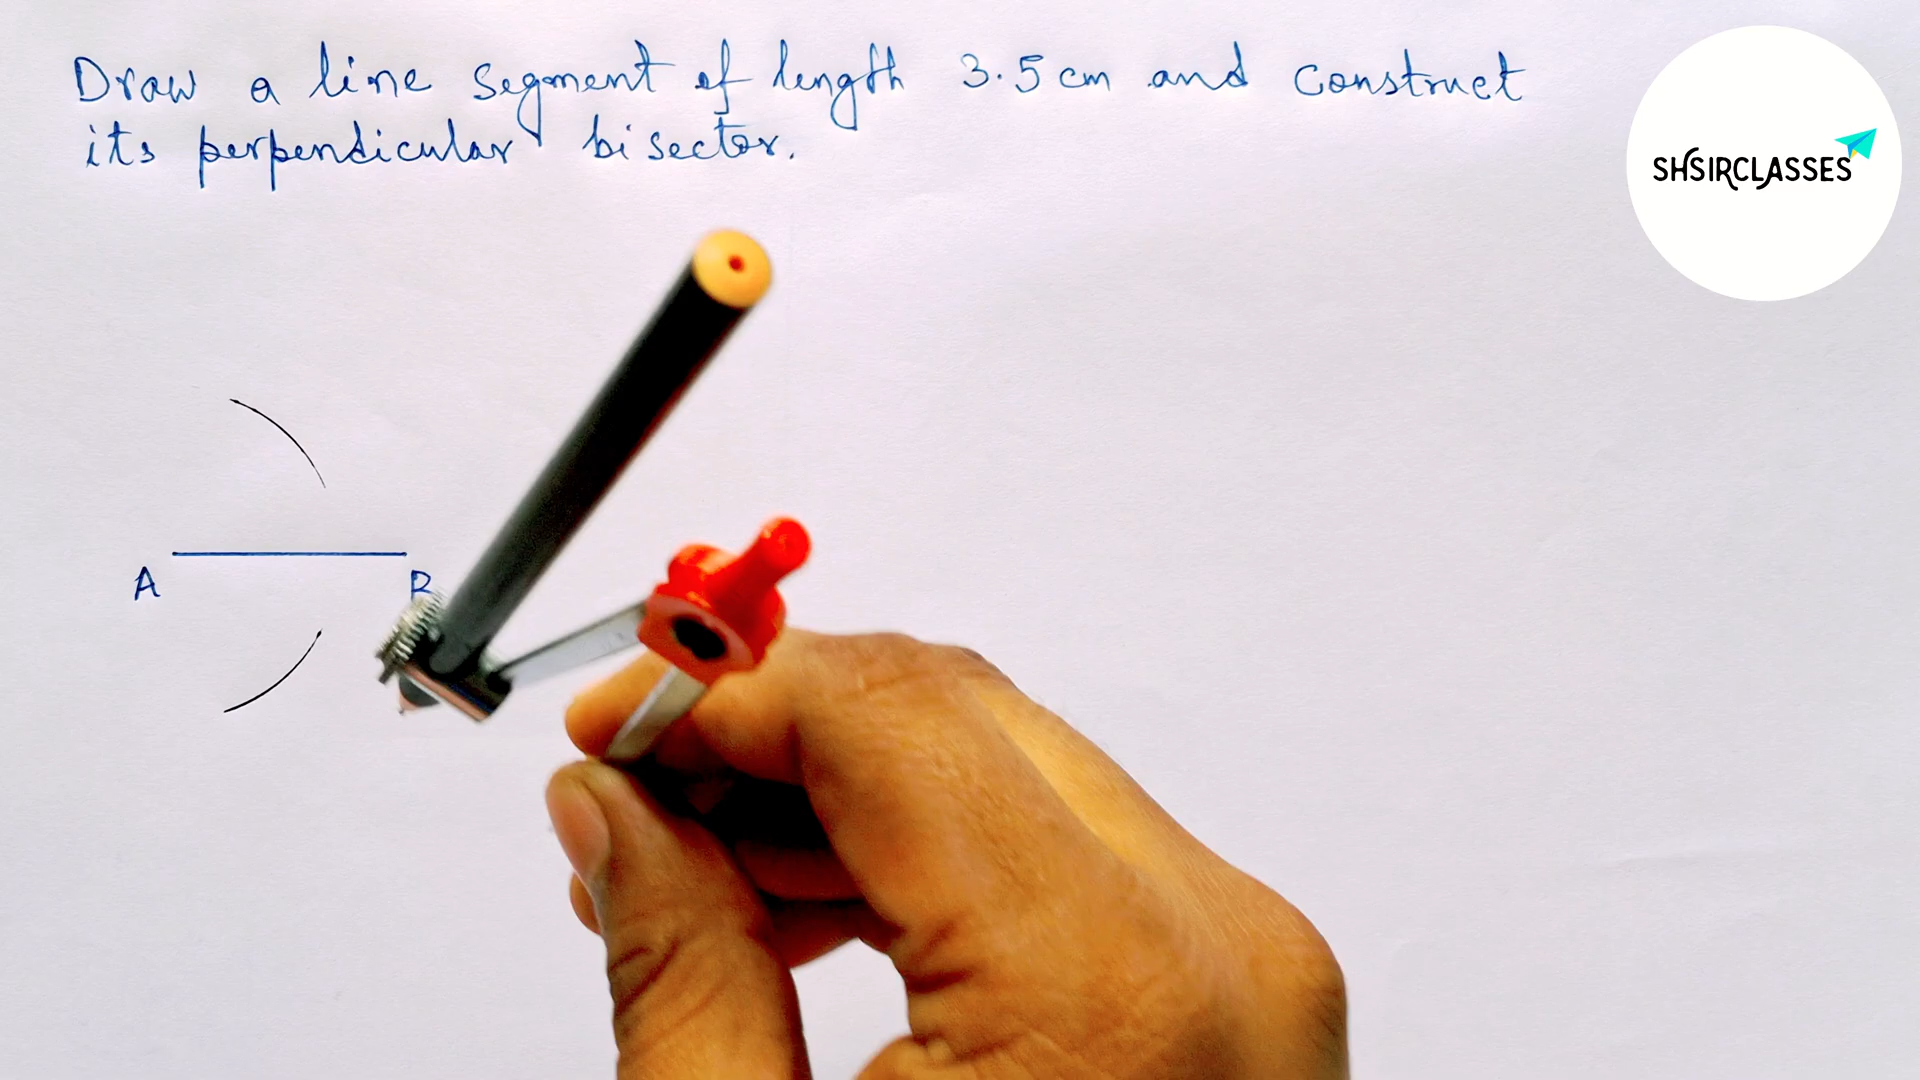 Draw a line segment of length 3.5 cm and construct
its perpendicular bisector.
SHSIRCLASSES
A B